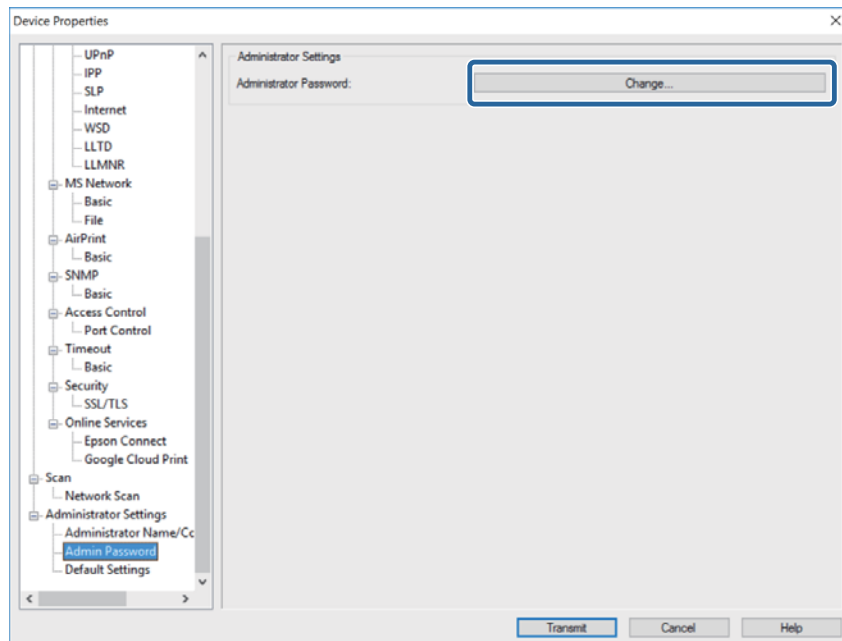 Device Properties
UPnP
IPP
SLP
Internet
WSD
LLTD
LLMNR
MS Network
Basic
File
AirPrint
Basic
SNMP
Basic
Access Control
Port Control
Timeout
Basic
Security
SSL/TLS
Online Services
Epson Connect
Google Cloud Print
Scan
Network Scan
Administrator Settings
Administrator Name/Cc
Admin Password
Default Settings
Administrator Settings
Administrator Password:
Change...
Transmit
Cancel
Help